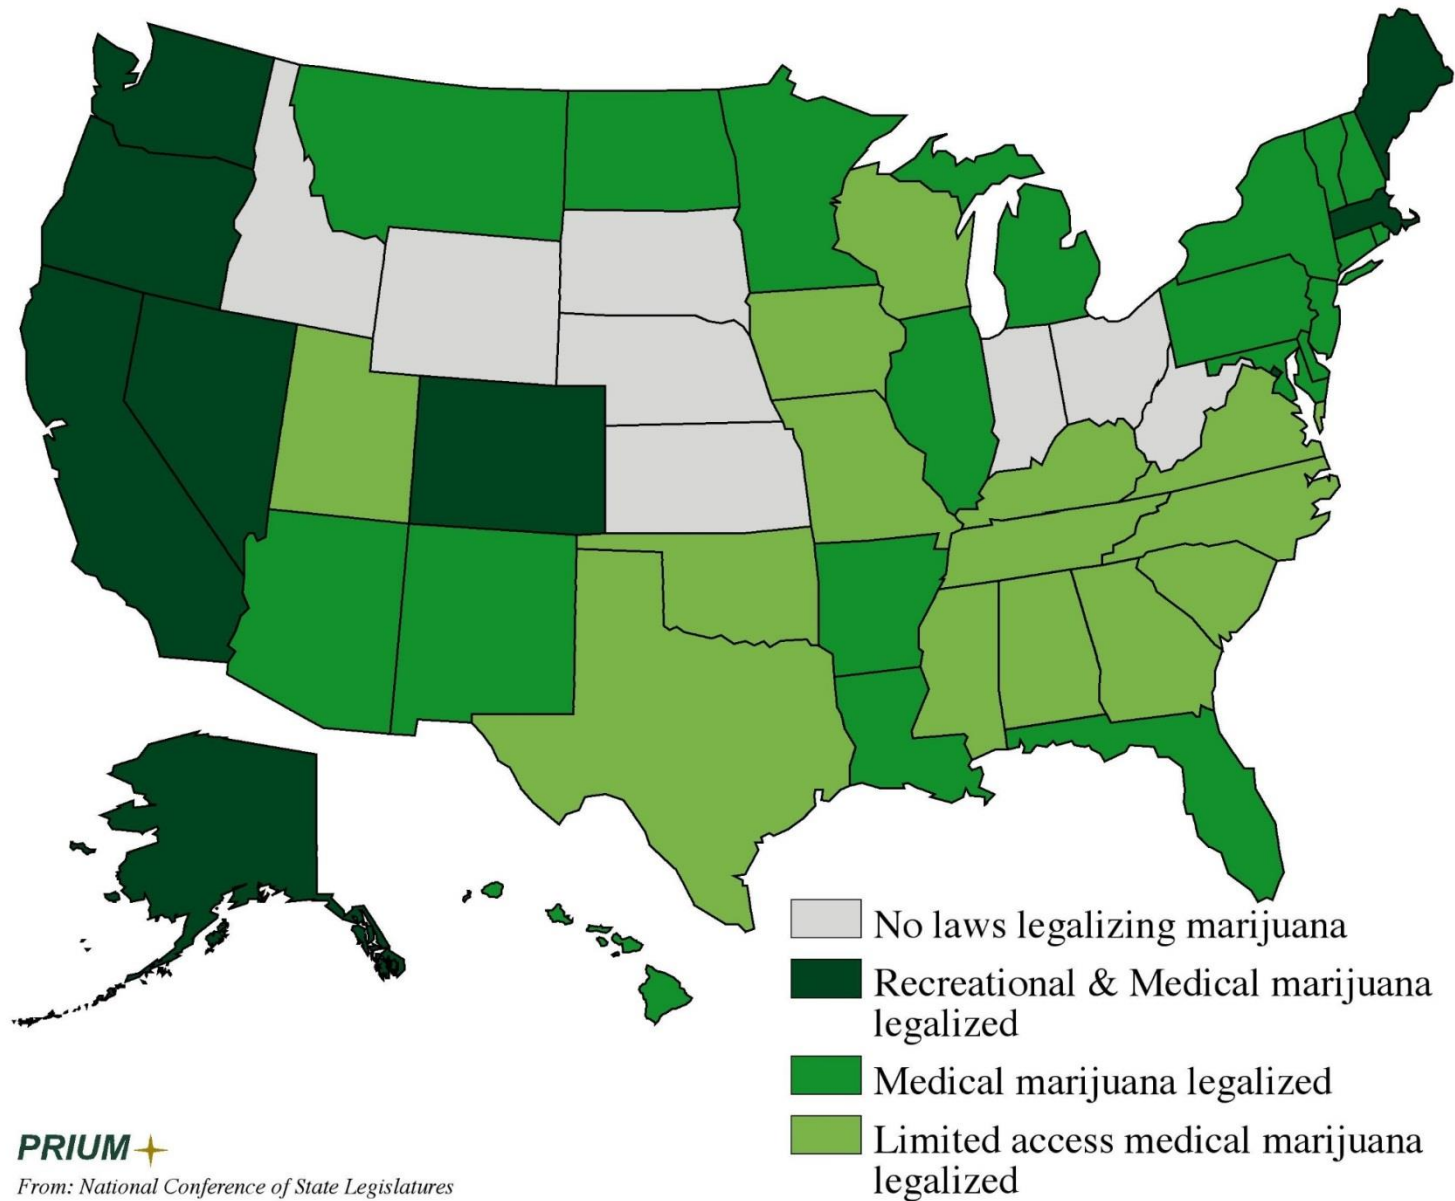 No laws legalizing marijuana
Recreational & Medical marijuana
legalized
Medical marijuana legalized
Limited access medical marijuana
legalized
PRIUM
From: National Conference of State Legislatures